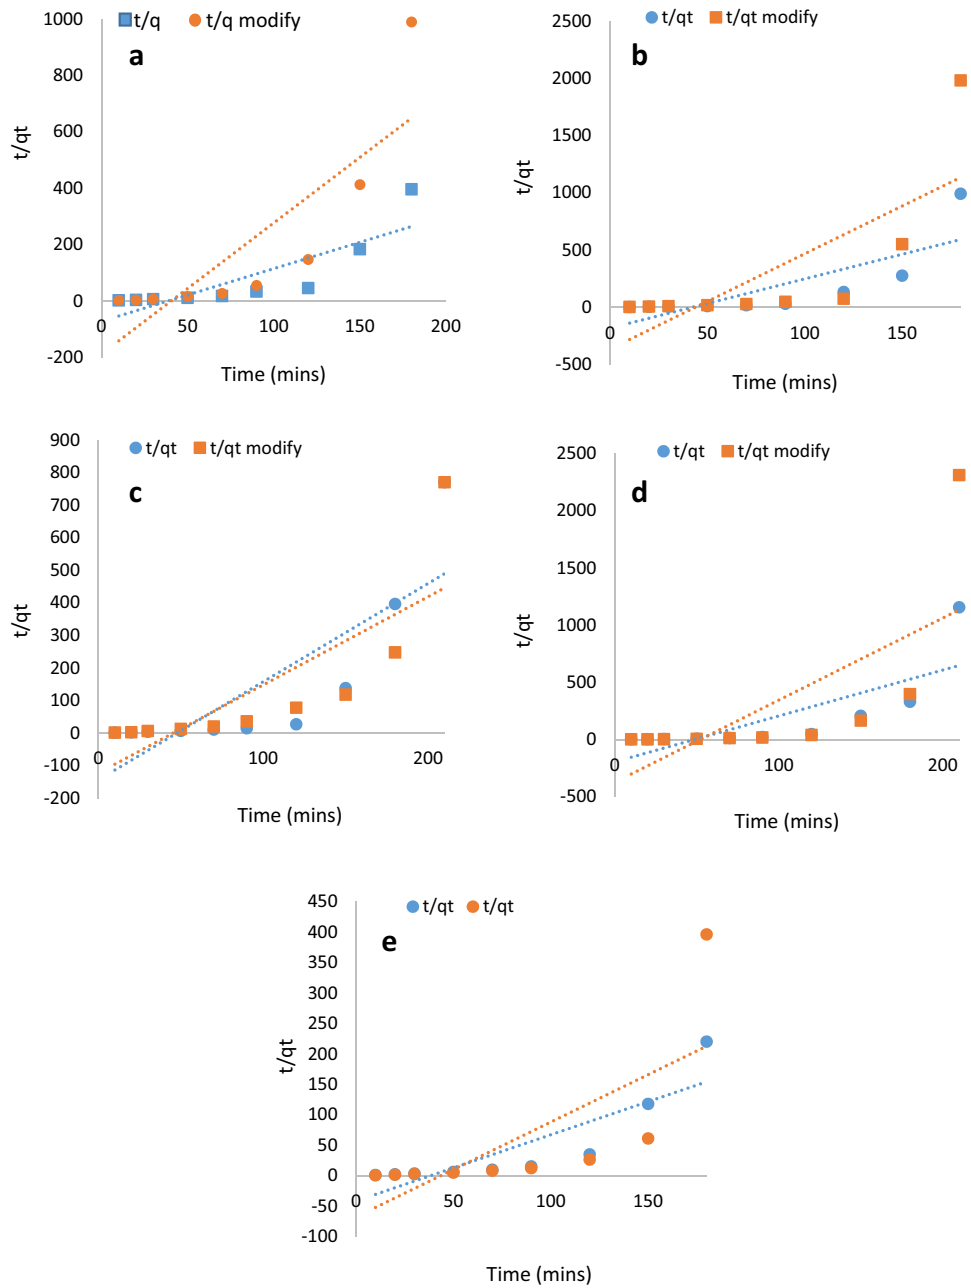 t/q t/q modify
a
1000
800
600
400
200
0
-200
0 50 100 150 200
t/qt
Time (mins)
t/qt t/qt modify
b
2500
2000
1500
1000
500
0
-500
0 50 100 150
t/qt
Time (mins)
t/qt t/qt modify
c
900
800
700
600
500
400
300
200
100
0
-100
-200
0 100 200
t/qt
Time (mins)
t/qt t/qt modify
d
2500
2000
1500
1000
500
0
-500
0 100 200
t/qt
Time (mins)
t/qt t/qt
e
450
400
350
300
250
200
150
100
50
0
-50
-100
0 50 100 150
t/qt
Time (mins)